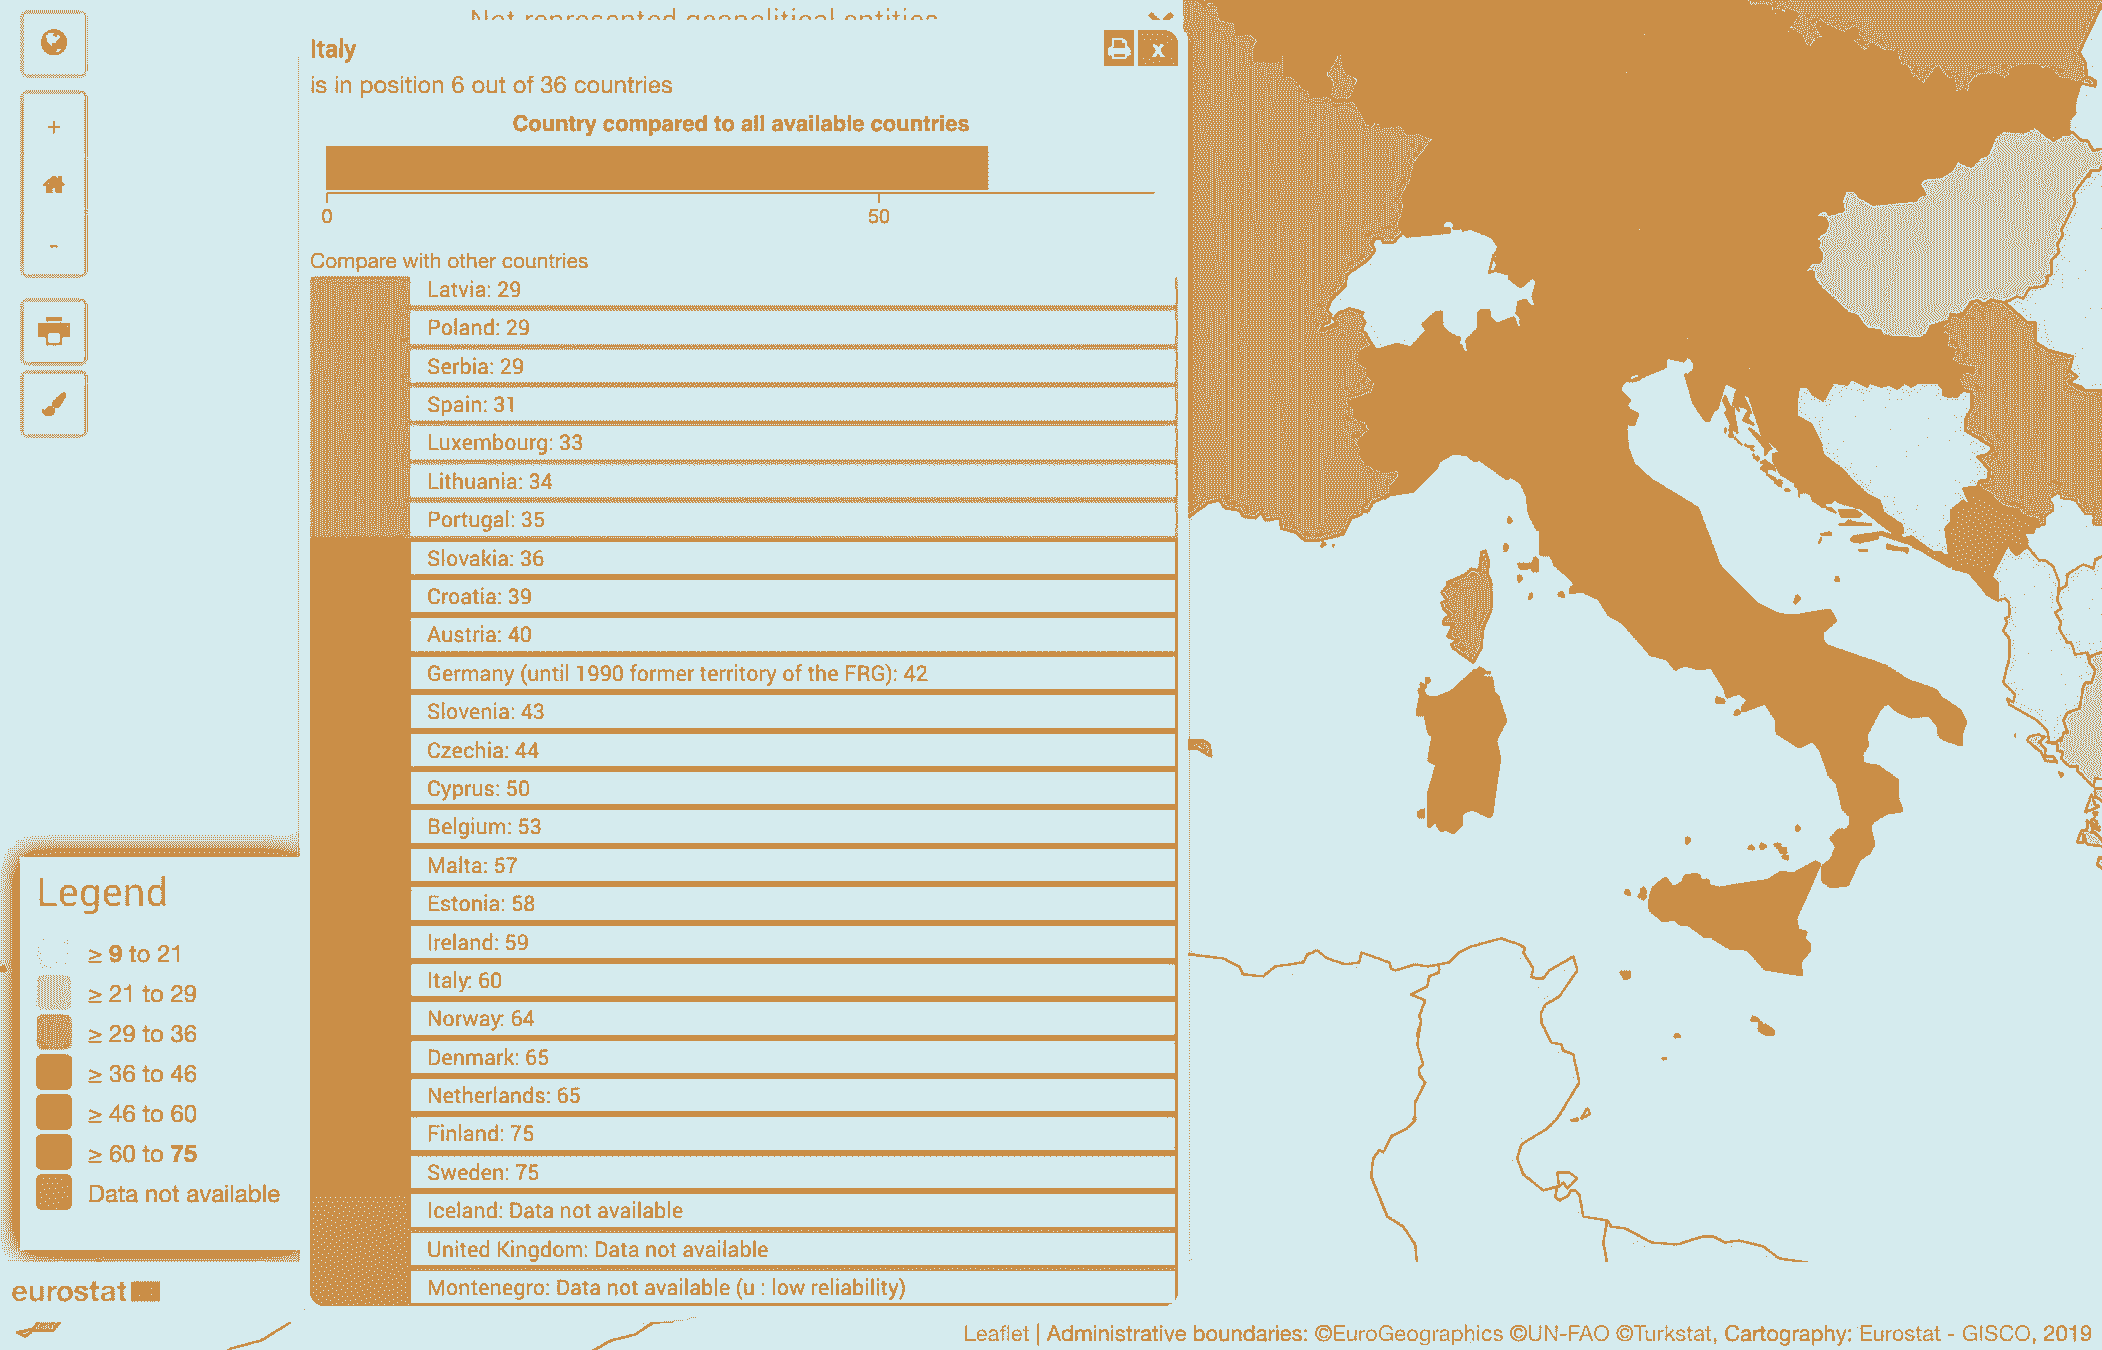 Not represented geopolitical entities
Italy
x
is in position 6 out of 36 countries
Country compared to all available countries
0
50
Compare with other countries
Latvia: 29
Poland: 29
Serbia: 29
Spain: 31
Luxembourg: 33
Lithuania: 34
Portugal: 35
Slovakia: 36
Croatia: 39
Austria: 40
Germany (until 1990 former territory of the FRG): 42
Slovenia: 43
Czechia: 44
Cyprus: 50
Belgium: 53
Malta: 57
Estonia: 58
Ireland: 59
Italy: 60
Norway: 64
Denmark: 65
Netherlands: 65
Finland: 75
Sweden: 75
Iceland: Data not available
United Kingdom: Data not available
Montenegro: Data not available (u : low reliability)
+
-
Legend
≥ 9 to 21
≥ 21 to 29
≥ 29 to 36
≥ 36 to 46
≥ 46 to 60
≥ 60 to 75
Data not available
eurostat
Leaflet | Administrative boundaries: ©EuroGeographics ©UN-FAO ©Turkstat, Cartography: Eurostat - GISCO, 2019